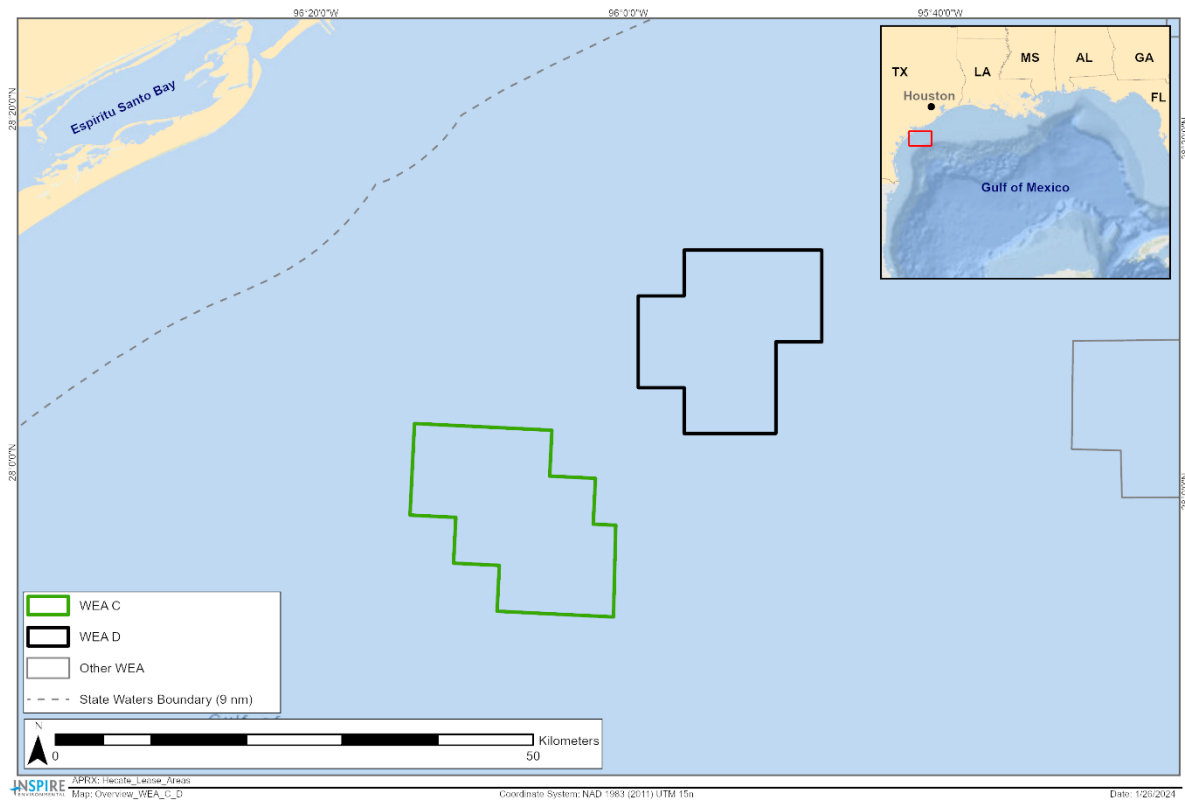 96°20'0"W
96°0'0"W
95°40'0"W
28°20'0"N
28°0'0"N
Espiritu Santo Bay
TX
LA
MS
AL
GA
FL
Houston
Gulf of Mexico
WEA C
WEA D
Other WEA
State Waters Boundary (9 nm)
N
0
50
Kilometers
INSPIRE
ENVIRONMENTAL
APRX: Hecate_Lease_Areas
Map: Overview_WEA_C_D
Coordinate System: NAD 1983 (2011) UTM 15n
Date: 1/26/2024